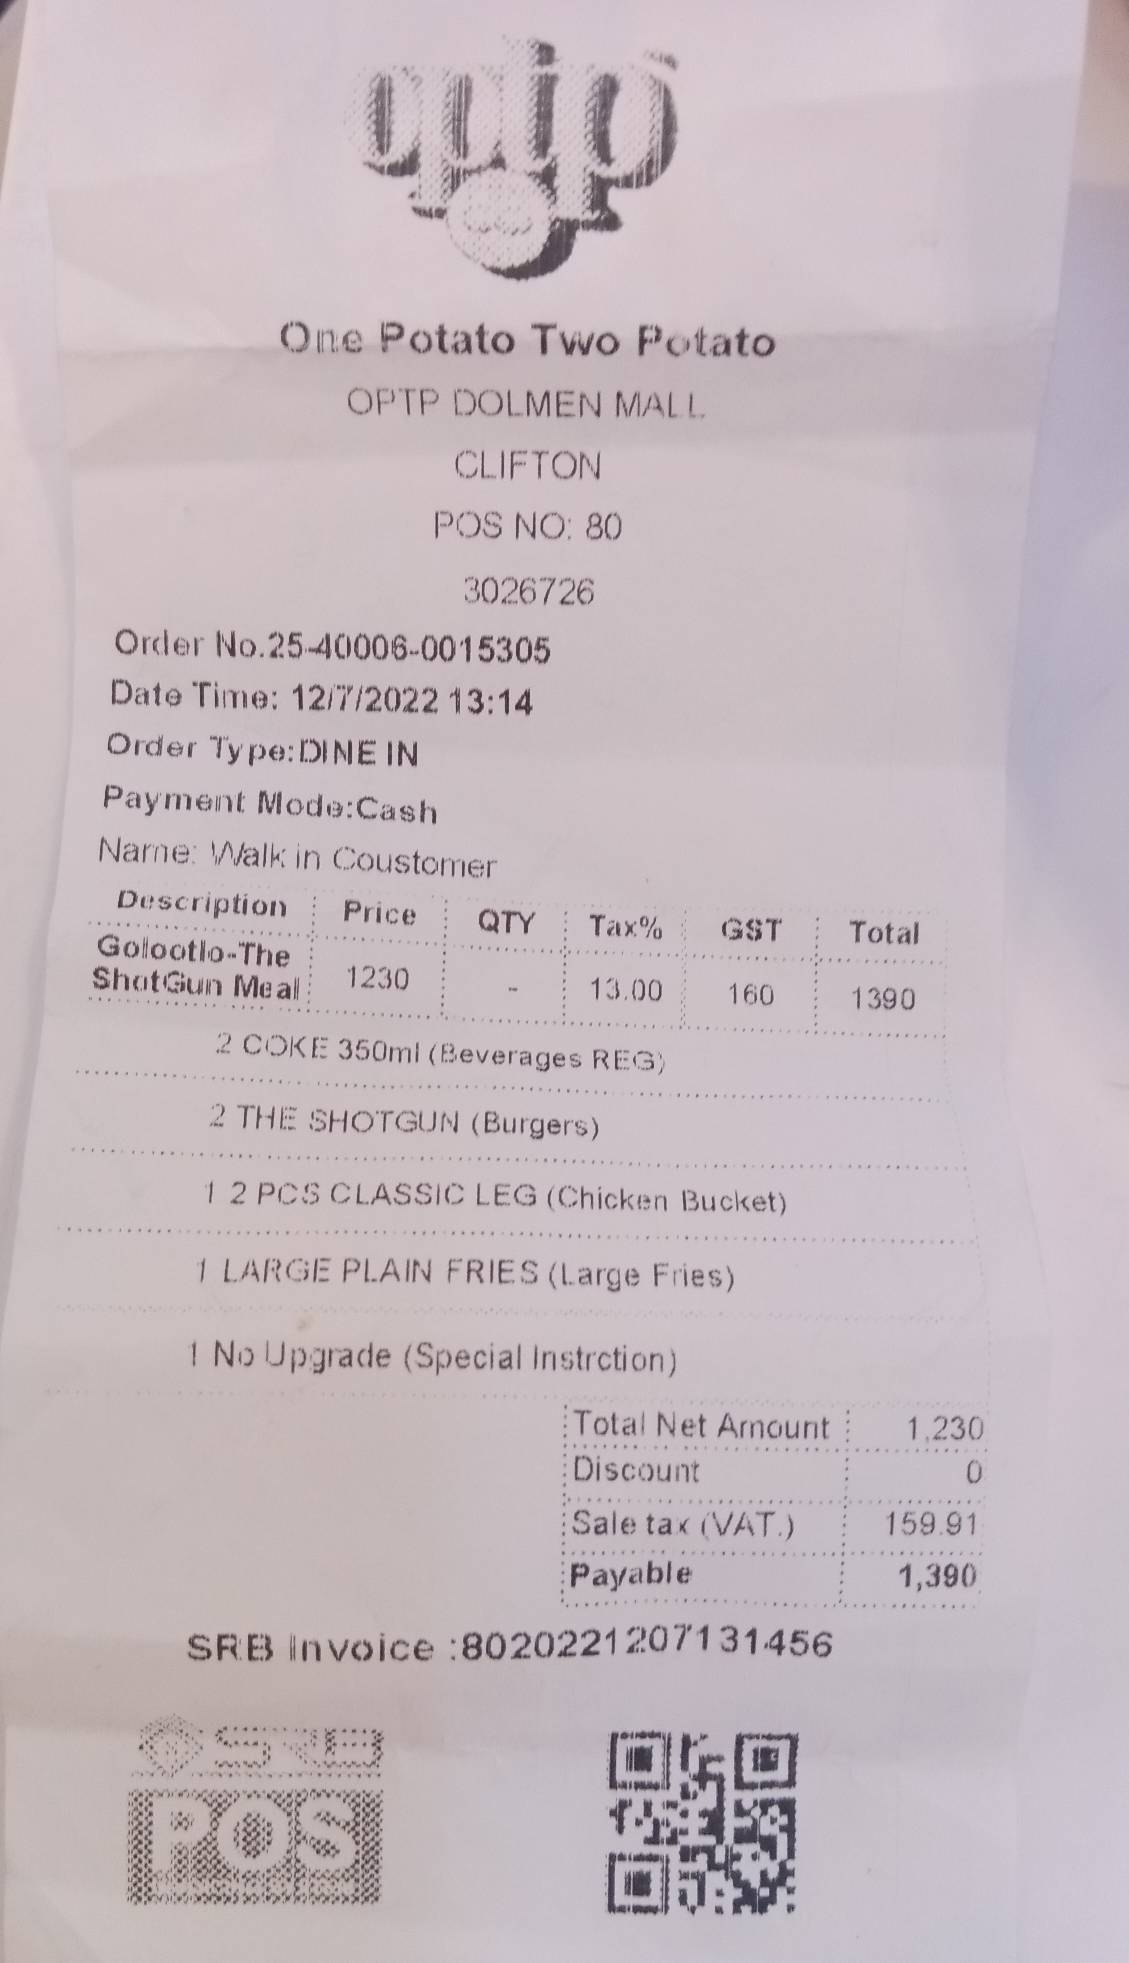 optp
One Potato Two Potato
OPTP DOLMEN MALL
CLIFTON
POS NO: 80
3026726
Order No.25-40006-0015305
Date Time: 12/7/2022 13:14
Order Type:DINE IN
Payment Mode:Cash
Name: Walk in Coustomer
Description Price QTY Tax% GST Total
Golootlo-The
ShotGun Meal 1230 - 13.00 160 1390
2 COKE 350ml (Beverages REG)
2 THE SHOTGUN (Burgers)
1 2 PCS CLASSIC LEG (Chicken Bucket)
1 LARGE PLAIN FRIES (Large Fries)
1 No Upgrade (Special Instrction)
Total Net Amount 1,230
Discount 0
Sale tax (VAT.) 159.91
Payable 1,390
SRB Invoice :8020221207131456
SRB
POS